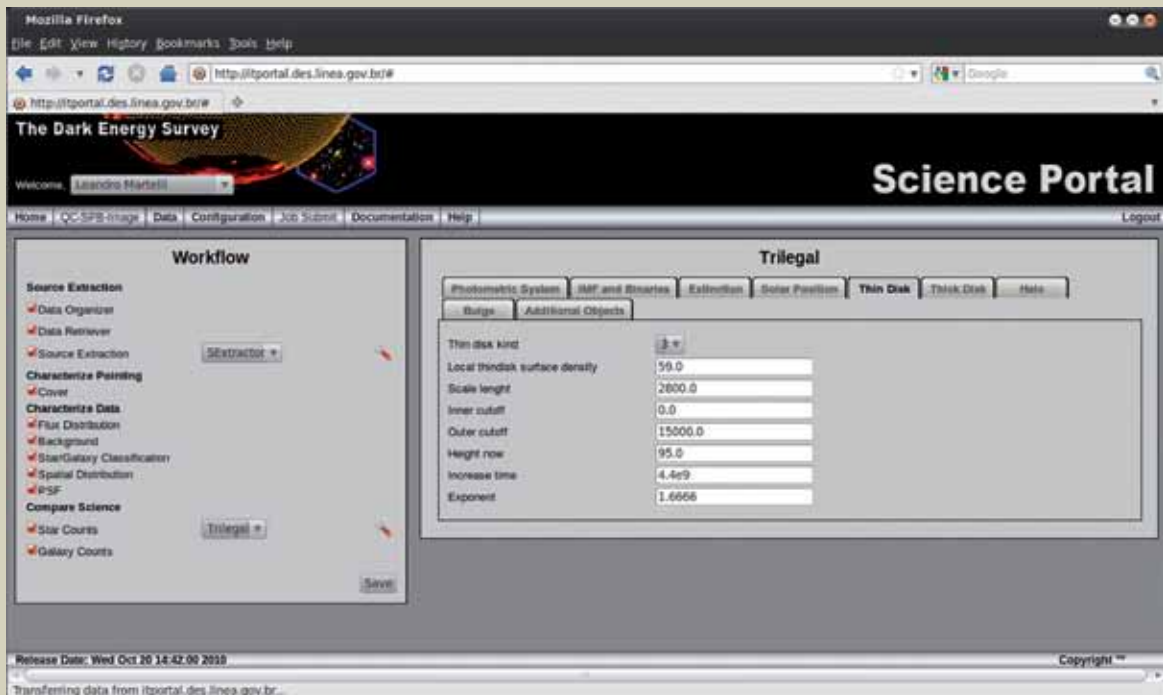 Mozilla Firefox
File Edit View History Bookmarks Tools Help
http://itportal.des.linea.gov.br/# Google
http://itportal.des.linea.gov.br/#
The Dark Energy Survey
Welcome, Leandro Martelli
Science Portal
Home QC-SPB-Image Data Configuration Job Submit Documentation Help Logout
Workflow
Source Extraction
Data Organizer
Data Retriever
Source Extraction SExtractor
Characterize Pointing
Cover
Characterize Data
Flux Distribution
Background
Star/Galaxy Classification
Spatial Distribution
PSF
Compare Science
Star Counts Trilegal
Galaxy Counts
Save
Trilegal
Photometric System IMF and Binaries Extinction Solar Position Thin Disk Thick Disk Halo
Bulge Additional Objects
Thin disk kind 3
Local thindisk surface density 59.0
Scale lenght 2800.0
Inner cutoff 0.0
Outer cutoff 15000.0
Height now 95.0
Increase time 4.4e9
Exponent 1.6666
Release Date: Wed Oct 20 14:42:00 2010 Copyright ™
Transferring data from itportal.des.linea.gov.br...